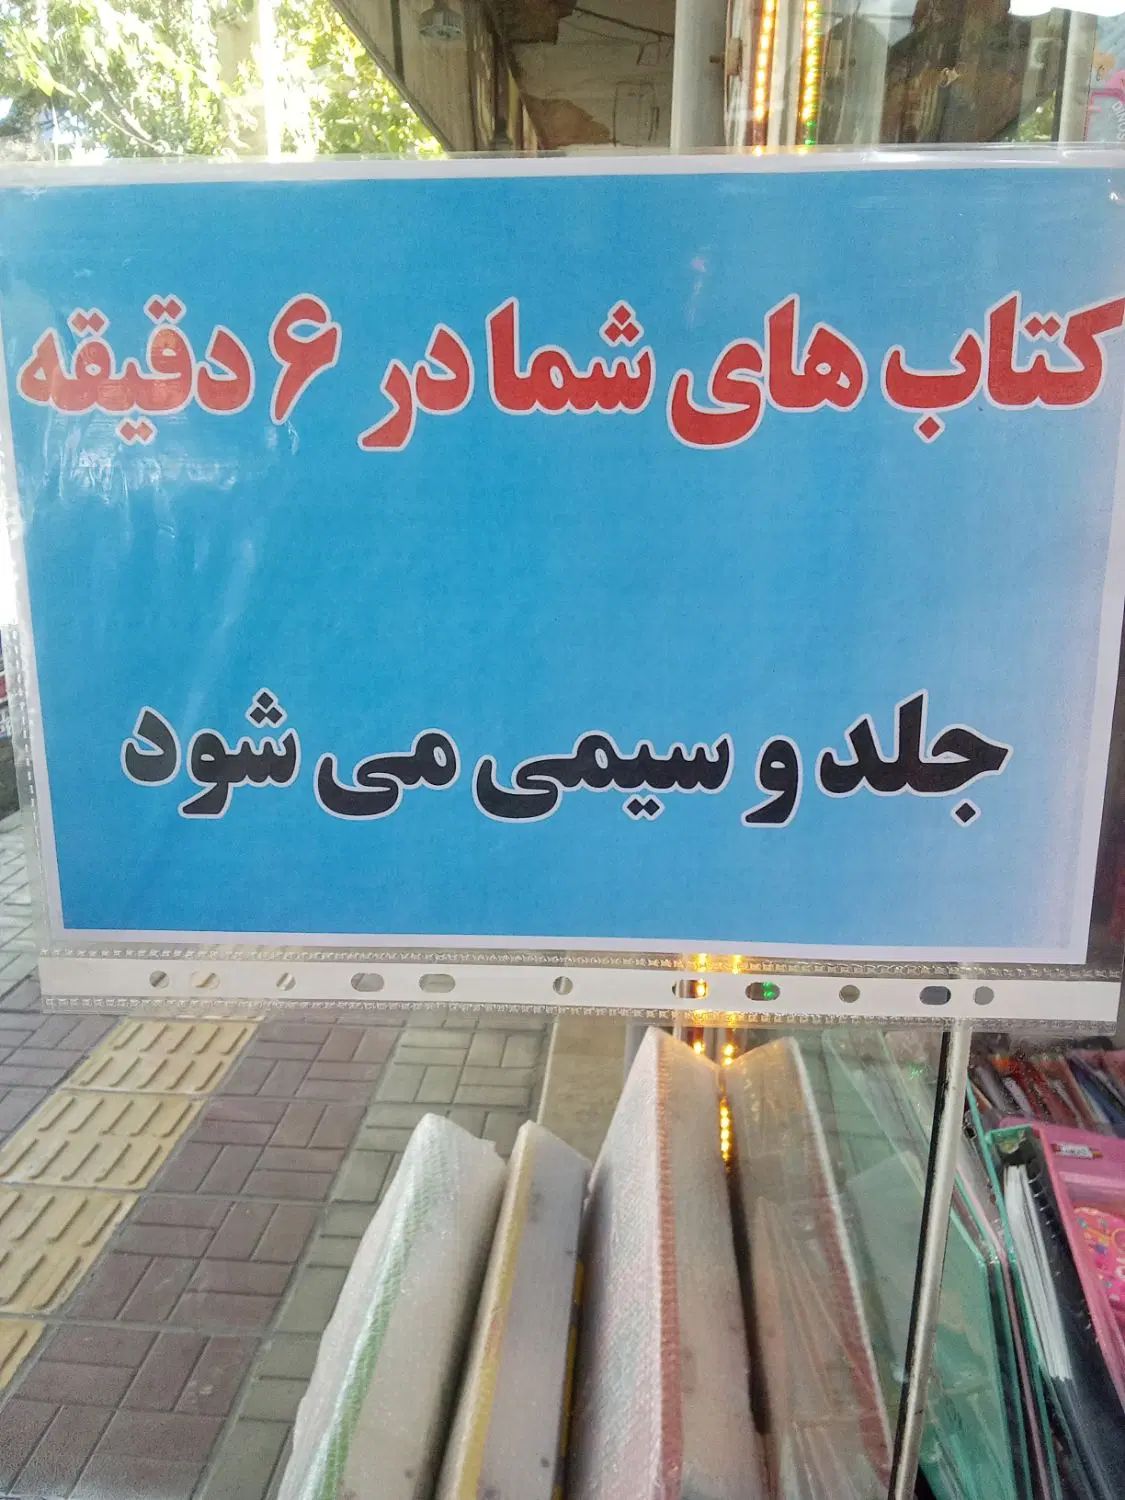 کتاب های شما در ۶ دقیقه
جلد و سیمی می شود